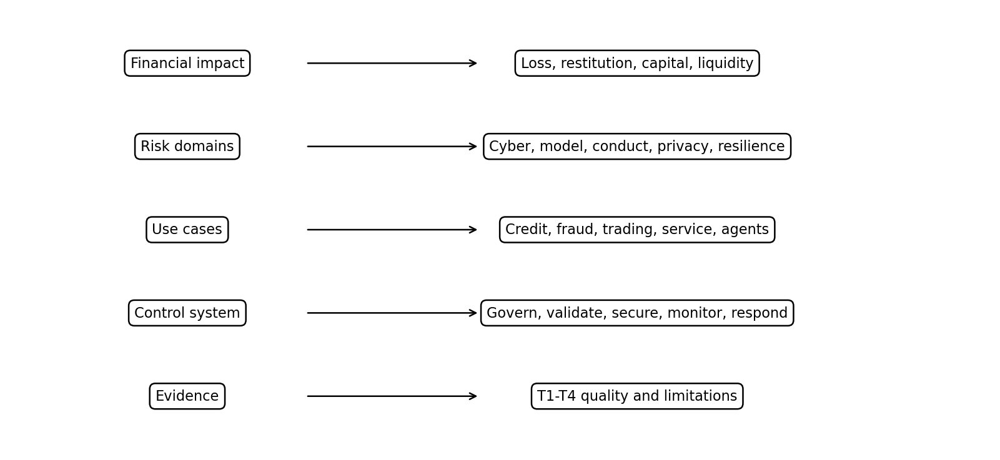 Financial impact
Loss, restitution, capital, liquidity
Risk domains
Cyber, model, conduct, privacy, resilience
Use cases
Credit, fraud, trading, service, agents
Control system
Govern, validate, secure, monitor, respond
Evidence
T1-T4 quality and limitations